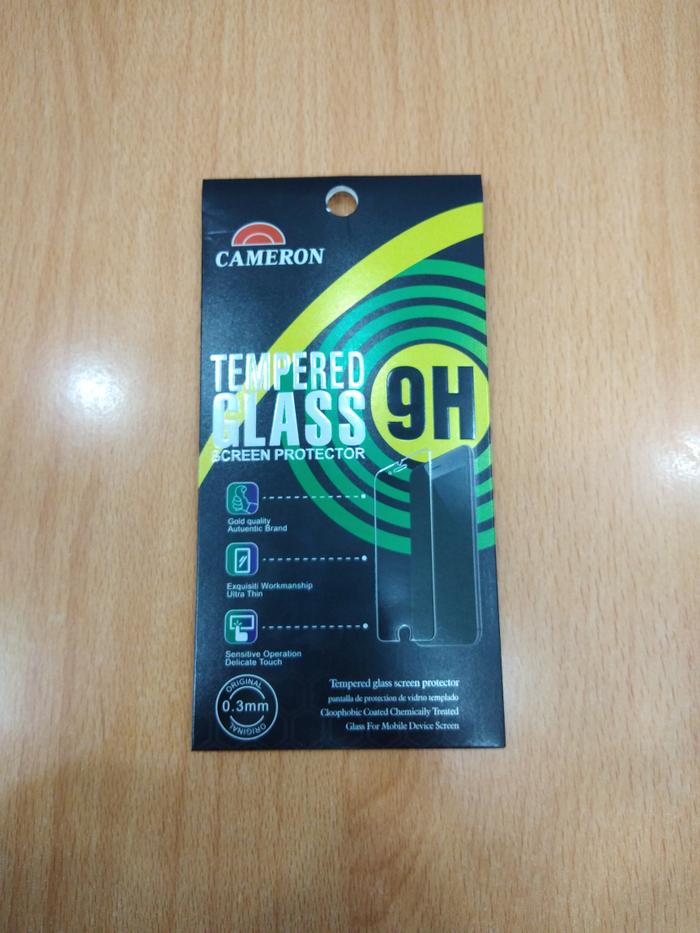 CAMERON
TEMPERED
GLASS
SCREEN PROTECTOR
9H
Gold quality
Autuentic Brand
Exquisiti Workmanship
Ultra Thin
Sensitive Operation
Delicate Touch
ORIGINAL
0.3mm
ORIGINAL
Tempered glass screen protector
pantalla de protection de vidrio templado
Cloophobic Coated Chemically Treated
Glass For Mobile Device Screen